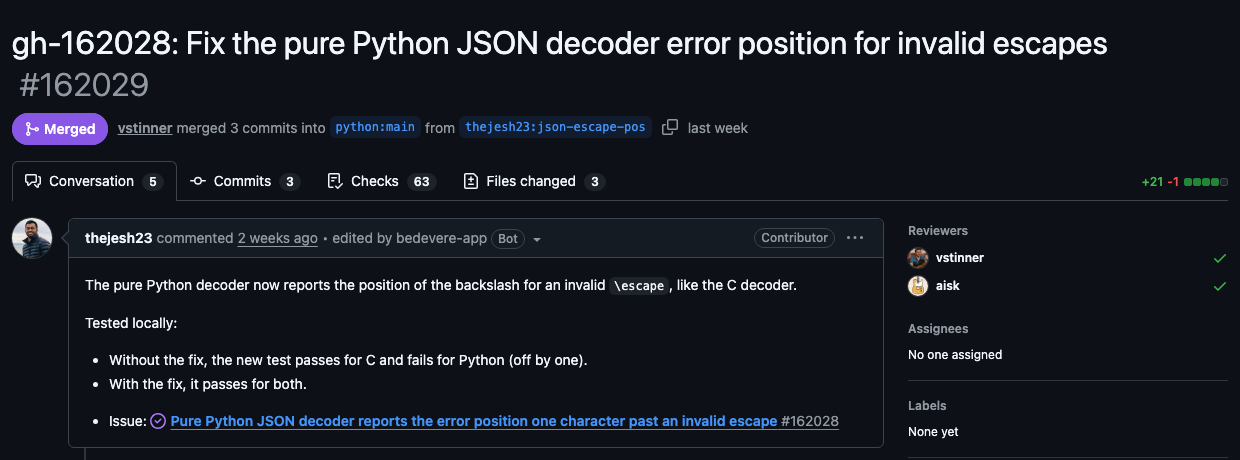 gh-162028: Fix the pure Python JSON decoder error position for invalid escapes
#162029
Merged vstinner merged 3 commits into python:main from thejesh23:json-escape-pos last week
Conversation 5 Commits 3 Checks 63 Files changed 3 +21 -1
thejesh23 commented 2 weeks ago • edited by bedevere-app Bot Contributor
The pure Python decoder now reports the position of the backslash for an invalid \escape, like the C decoder.
Tested locally:
• Without the fix, the new test passes for C and fails for Python (off by one).
• With the fix, it passes for both.
• Issue: Pure Python JSON decoder reports the error position one character past an invalid escape #162028
Reviewers
vstinner
aisk
Assignees
No one assigned
Labels
None yet